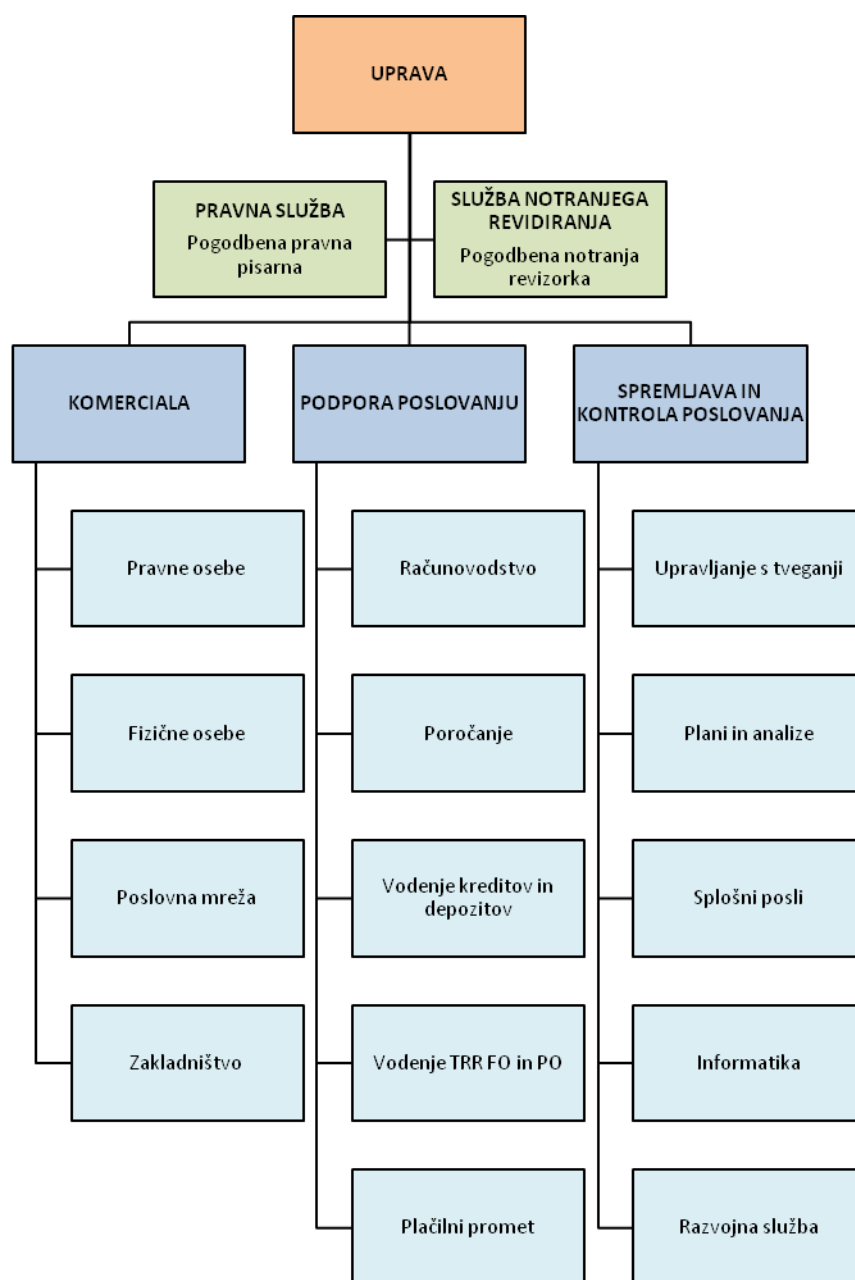 UPRAVA
PRAVNA SLUŽBA
Pogodbena pravna
pisarna
SLUŽBA NOTRANJEGA
REVIDIRANJA
Pogodbena notranja
revizorka
KOMERCIALA
PODPORA POSLOVANJU
SPREMLJAVA IN
KONTROLA POSLOVANJA
Pravne osebe
Fizične osebe
Poslovna mreža
Zakladništvo
Računovodstvo
Poročanje
Vodenje kreditov in
depozitov
Vodenje TRR FO in PO
Plačilni promet
Upravljanje s tveganji
Plani in analize
Splošni posli
Informatika
Razvojna služba